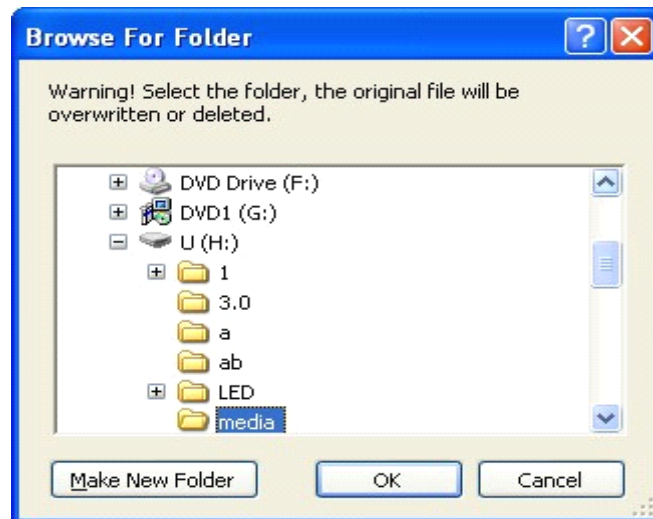 Browse For Folder
Warning! Select the folder, the original file will be
overwritten or deleted.
DVD Drive (F:)
DVD1 (G:)
U (H:)
1
3.0
a
ab
LED
media
Make New Folder
OK
Cancel